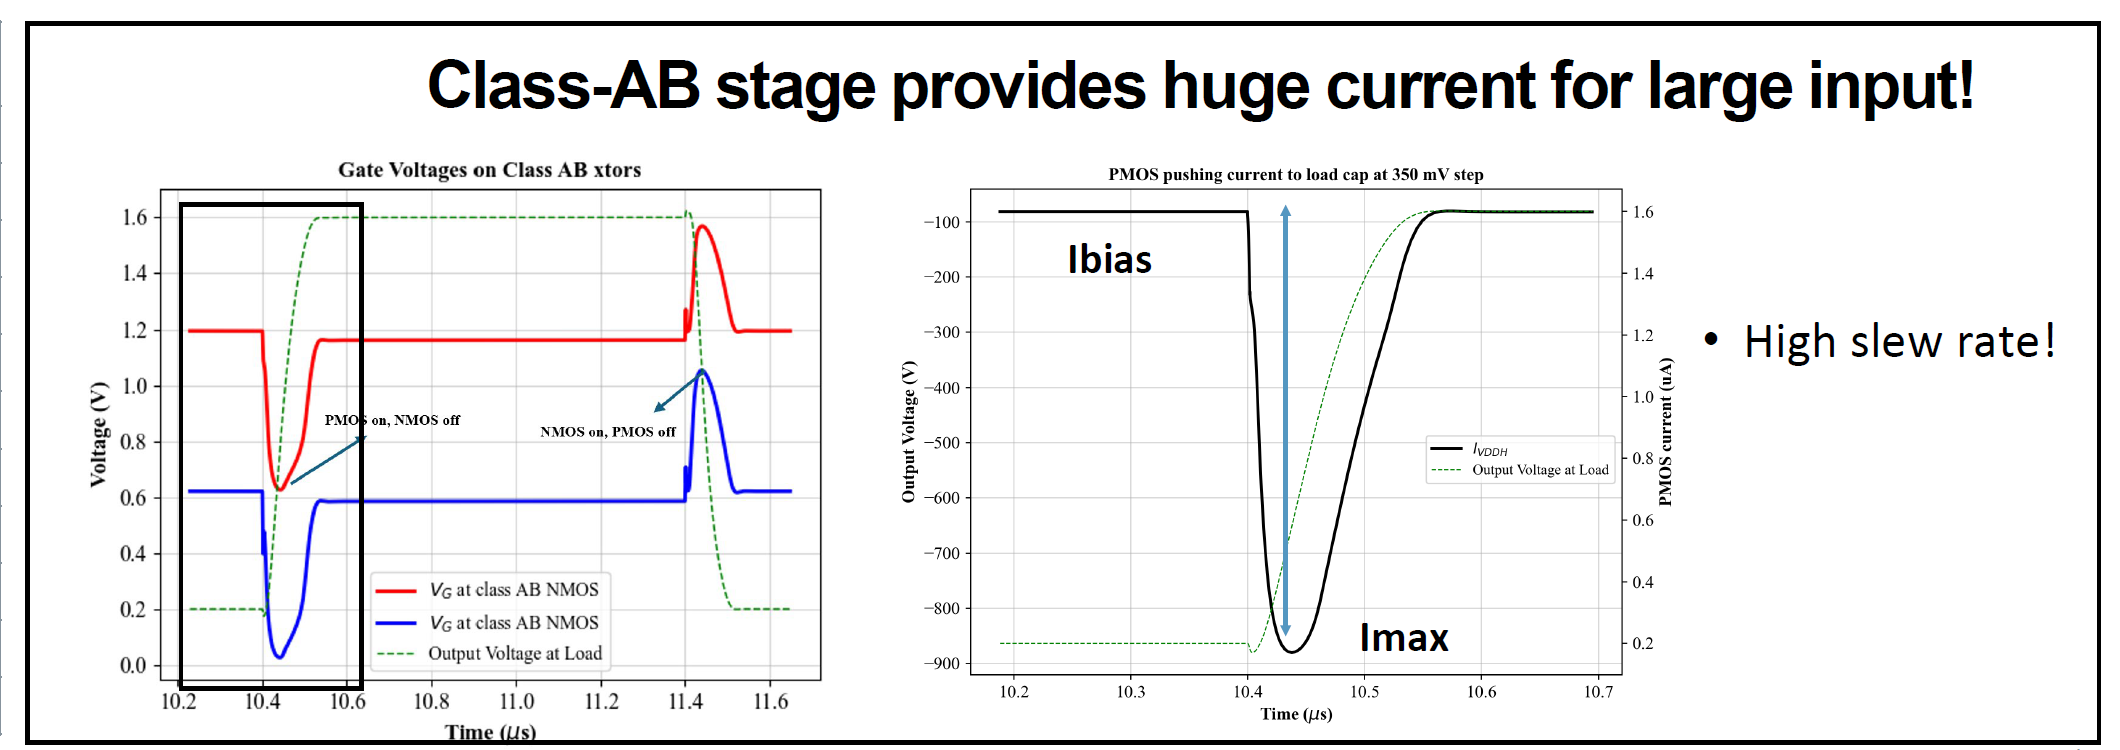 Class-AB stage provides huge current for large input!
Gate Voltages on Class AB xtors
Voltage (V)
1.6
1.4
1.2
1.0
0.8
0.6
0.4
0.2
0.0
PMOS on, NMOS off
NMOS on, PMOS off
VG at class AB NMOS
VG at class AB NMOS
Output Voltage at Load
10.2 10.4 10.6 10.8 11.0 11.2 11.4 11.6
Time (μs)
PMOS pushing current to load cap at 350 mV step
Output Voltage (V)
−100
−200
−300
−400
−500
−600
−700
−800
−900
Ibias
Imax
IVDDH
Output Voltage at Load
1.6
1.4
1.2
1.0
0.8
0.6
0.4
0.2
PMOS current (uA)
10.2 10.3 10.4 10.5 10.6 10.7
Time (μs)
• High slew rate!